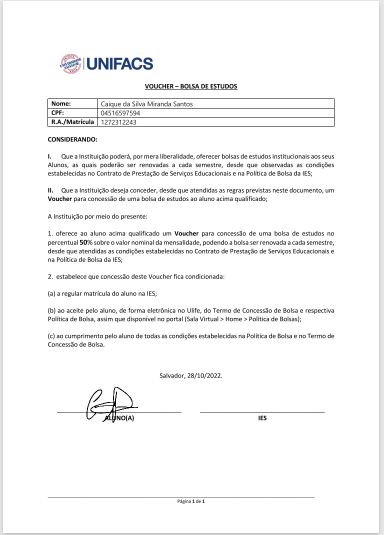 UNIFACS
VOUCHER – BOLSA DE ESTUDOS
Nome: Caique da Silva Miranda Santos
CPF: 04516597594
R.A./Matrícula 1272312243
CONSIDERANDO:
I. Que a Instituição poderá, por mera liberalidade, oferecer bolsas de estudos institucionais aos seus
Alunos, as quais poderão ser renovadas a cada semestre, desde que observadas as condições
estabelecidas no Contrato de Prestação de Serviços Educacionais e na Política de Bolsa da IES;
II. Que a Instituição deseja conceder, desde que atendidas as regras previstas neste documento, um
Voucher para concessão de uma bolsa de estudos ao aluno acima qualificado;
A Instituição por meio do presente:
1. oferece ao aluno acima qualificado um Voucher para concessão de uma bolsa de estudos no
percentual 50% sobre o valor nominal da mensalidade, podendo a bolsa ser renovada a cada semestre,
desde que atendidas as condições estabelecidas no Contrato de Prestação de Serviços Educacionais e
na Política de Bolsa da IES;
2. estabelece que concessão deste Voucher fica condicionada:
(a) a regular matrícula do aluno na IES;
(b) ao aceite pelo aluno, de forma eletrônica no Ulife, do Termo de Concessão de Bolsa e respectiva
Política de Bolsa, assim que disponível no portal (Sala Virtual > Home > Política de Bolsas);
(c) ao cumprimento pelo aluno de todas as condições estabelecidas na Política de Bolsa e no Termo de
Concessão de Bolsa.
Salvador, 28/10/2022.
ALUNO(A) IES
Página 1 de 1